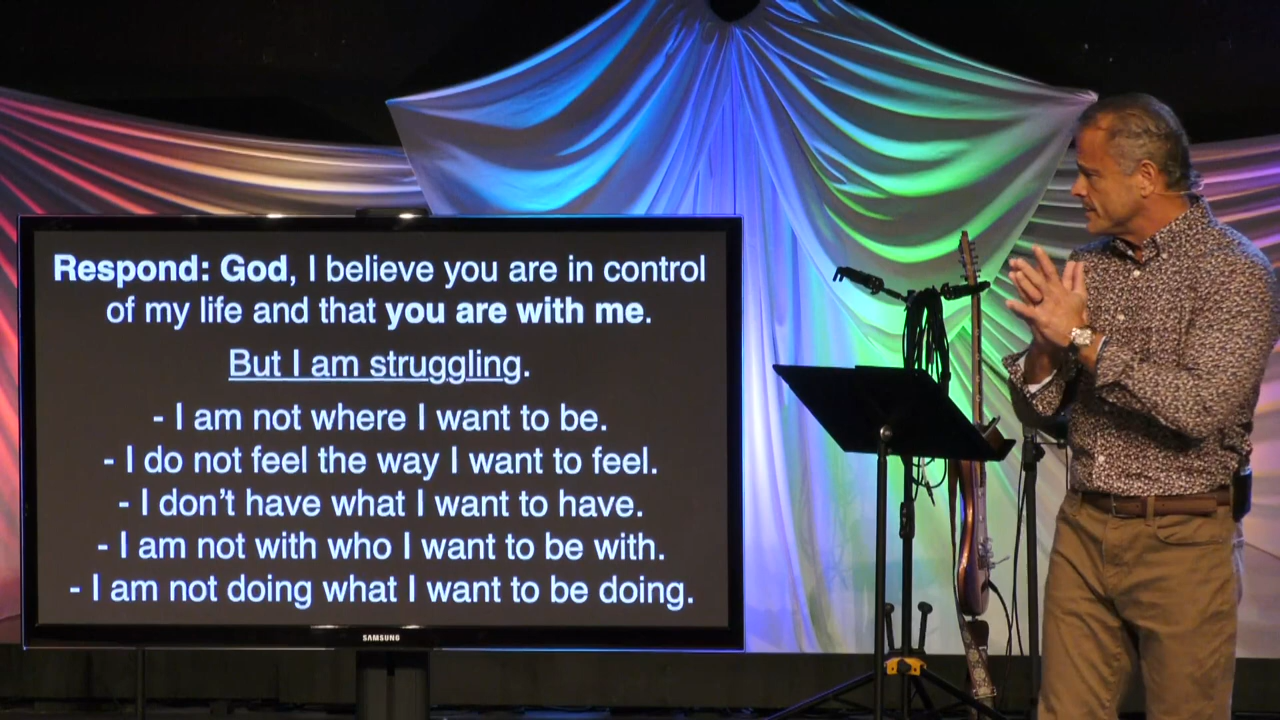 Respond: God, I believe you are in control
of my life and that you are with me.
But I am struggling.
- I am not where I want to be.
- I do not feel the way I want to feel.
- I don’t have what I want to have.
- I am not with who I want to be with.
- I am not doing what I want to be doing.
SAMSUNG